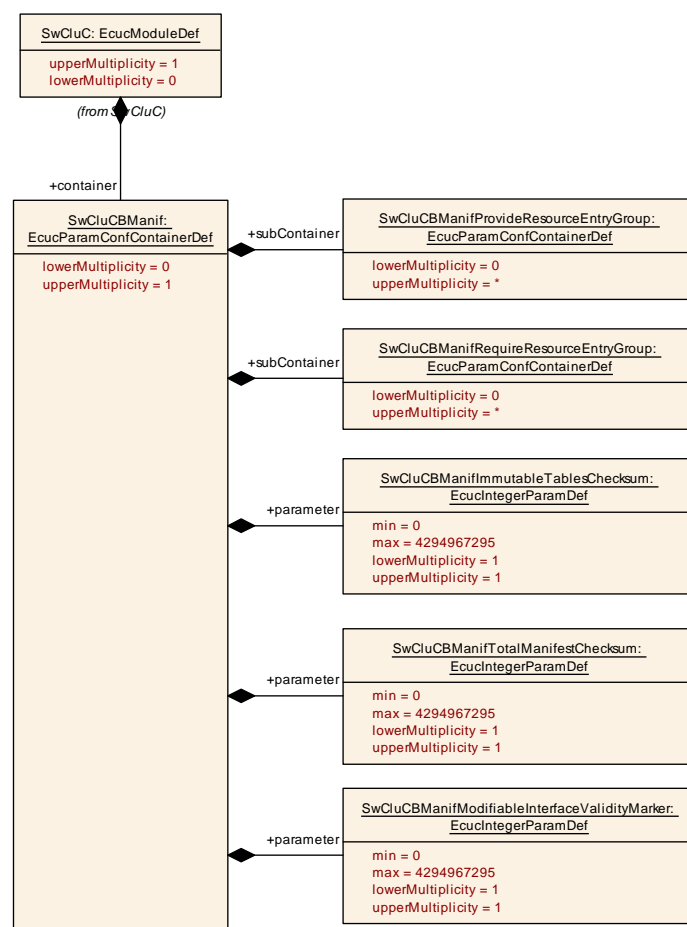 SwCluC: EcucModuleDef
upperMultiplicity = 1
lowerMultiplicity = 0
(from SwCluC)
+container
SwCluCBManif:
EcucParamConfContainerDef
lowerMultiplicity = 0
upperMultiplicity = 1
+subContainer
SwCluCBManifProvideResourceEntryGroup:
EcucParamConfContainerDef
lowerMultiplicity = 0
upperMultiplicity = *
+subContainer
SwCluCBManifRequireResourceEntryGroup:
EcucParamConfContainerDef
lowerMultiplicity = 0
upperMultiplicity = *
+parameter
SwCluCBManifImmutableTablesChecksum:
EcucIntegerParamDef
min = 0
max = 4294967295
lowerMultiplicity = 1
upperMultiplicity = 1
+parameter
SwCluCBManifTotalManifestChecksum:
EcucIntegerParamDef
min = 0
max = 4294967295
lowerMultiplicity = 1
upperMultiplicity = 1
+parameter
SwCluCBManifModifiableInterfaceValidityMarker:
EcucIntegerParamDef
min = 0
max = 4294967295
lowerMultiplicity = 1
upperMultiplicity = 1